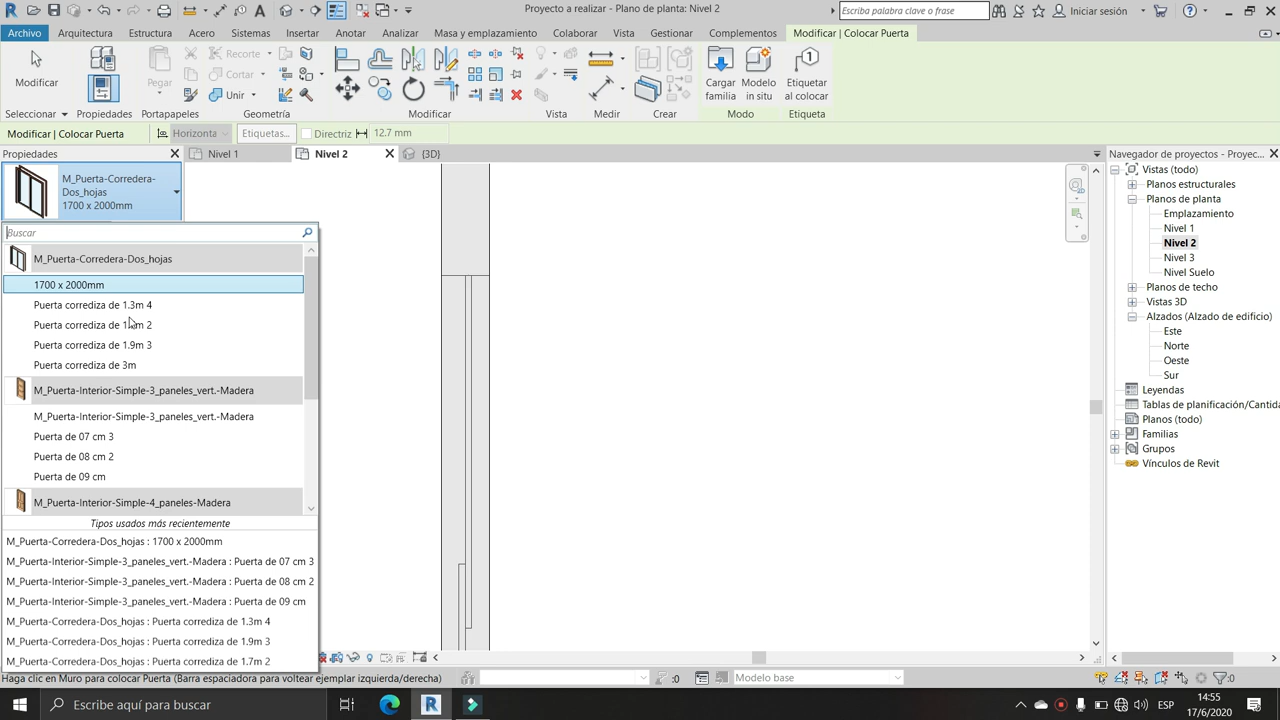 Proyecto a realizar - Plano de planta: Nivel 2
Escriba palabra clave o frase
Iniciar sesión
Archivo Arquitectura Estructura Acero Sistemas Insertar Anotar Analizar Masa y emplazamiento Colaborar Vista Gestionar Complementos Modificar | Colocar Puerta
Modificar
Pegar
Recorte
Cortar
Unir
Cargar familia
Modelo in situ
Etiquetar al colocar
Seleccionar Propiedades Portapapeles Geometría Modificar Vista Medir Crear Modo Etiqueta
Modificar | Colocar Puerta
Horizonta
Etiquetas...
Directriz
12.7 mm
Propiedades
Nivel 1
Nivel 2
{3D}
Navegador de proyectos - Proyec...
M_Puerta-Corredera-
Dos_hojas
1700 x 2000mm
Buscar
M_Puerta-Corredera-Dos_hojas
1700 x 2000mm
Puerta corrediza de 1.3m 4
Puerta corrediza de 1.7m 2
Puerta corrediza de 1.9m 3
Puerta corrediza de 3m
M_Puerta-Interior-Simple-3_paneles_vert.-Madera
M_Puerta-Interior-Simple-3_paneles_vert.-Madera
Puerta de 07 cm 3
Puerta de 08 cm 2
Puerta de 09 cm
M_Puerta-Interior-Simple-4_paneles-Madera
Tipos usados más recientemente
M_Puerta-Corredera-Dos_hojas : 1700 x 2000mm
M_Puerta-Interior-Simple-3_paneles_vert.-Madera : Puerta de 07 cm 3
M_Puerta-Interior-Simple-3_paneles_vert.-Madera : Puerta de 08 cm 2
M_Puerta-Interior-Simple-3_paneles_vert.-Madera : Puerta de 09 cm
M_Puerta-Corredera-Dos_hojas : Puerta corrediza de 1.3m 4
M_Puerta-Corredera-Dos_hojas : Puerta corrediza de 1.9m 3
M_Puerta-Corredera-Dos_hojas : Puerta corrediza de 1.7m 2
Vistas (todo)
Planos estructurales
Planos de planta
Emplazamiento
Nivel 1
Nivel 2
Nivel 3
Nivel Suelo
Planos de techo
Vistas 3D
Alzados (Alzado de edificio)
Este
Norte
Oeste
Sur
Leyendas
Tablas de planificación/Cantida
Planos (todo)
Familias
Grupos
Vínculos de Revit
Haga clic en Muro para colocar Puerta (Barra espaciadora para voltear ejemplar izquierda/derecha)
:0
Modelo base
:0
Escribe aquí para buscar
ESP
14:55
17/6/2020